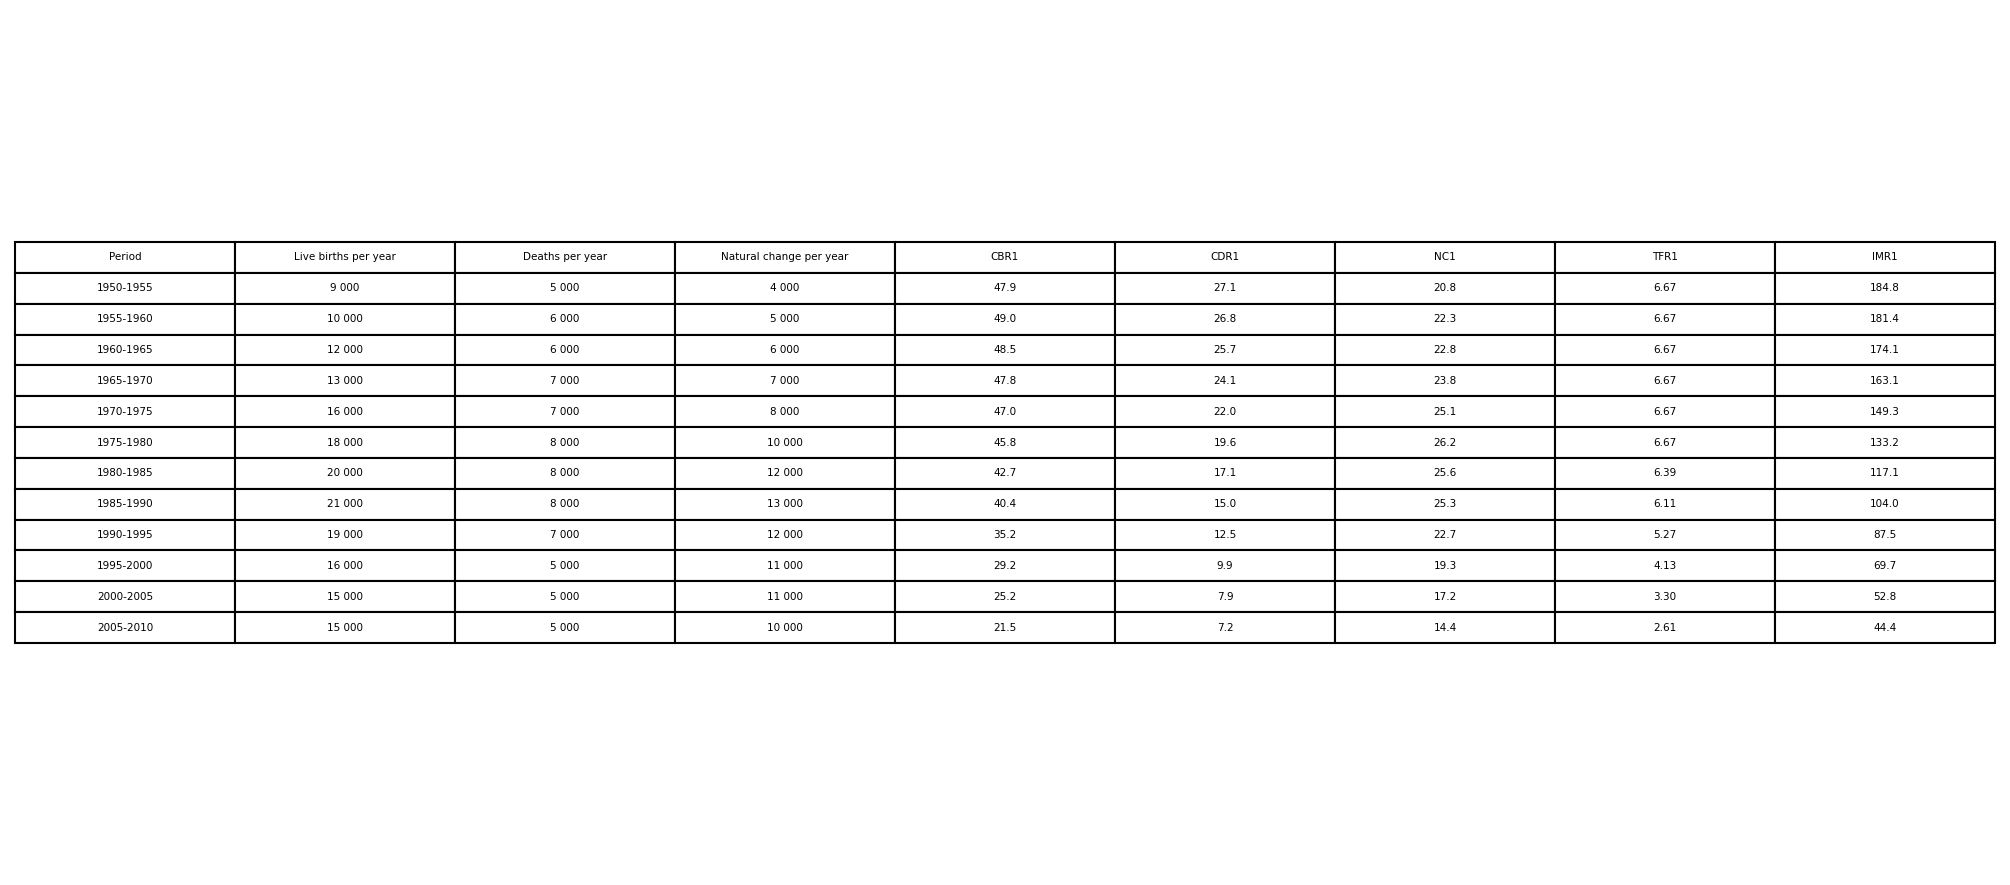 Period Live births per year Deaths per year Natural change per year CBR1 CDR1 NC1 TFR1 IMR1
1950-1955 9 000 5 000 4 000 47.9 27.1 20.8 6.67 184.8
1955-1960 10 000 6 000 5 000 49.0 26.8 22.3 6.67 181.4
1960-1965 12 000 6 000 6 000 48.5 25.7 22.8 6.67 174.1
1965-1970 13 000 7 000 7 000 47.8 24.1 23.8 6.67 163.1
1970-1975 16 000 7 000 8 000 47.0 22.0 25.1 6.67 149.3
1975-1980 18 000 8 000 10 000 45.8 19.6 26.2 6.67 133.2
1980-1985 20 000 8 000 12 000 42.7 17.1 25.6 6.39 117.1
1985-1990 21 000 8 000 13 000 40.4 15.0 25.3 6.11 104.0
1990-1995 19 000 7 000 12 000 35.2 12.5 22.7 5.27 87.5
1995-2000 16 000 5 000 11 000 29.2 9.9 19.3 4.13 69.7
2000-2005 15 000 5 000 11 000 25.2 7.9 17.2 3.30 52.8
2005-2010 15 000 5 000 10 000 21.5 7.2 14.4 2.61 44.4